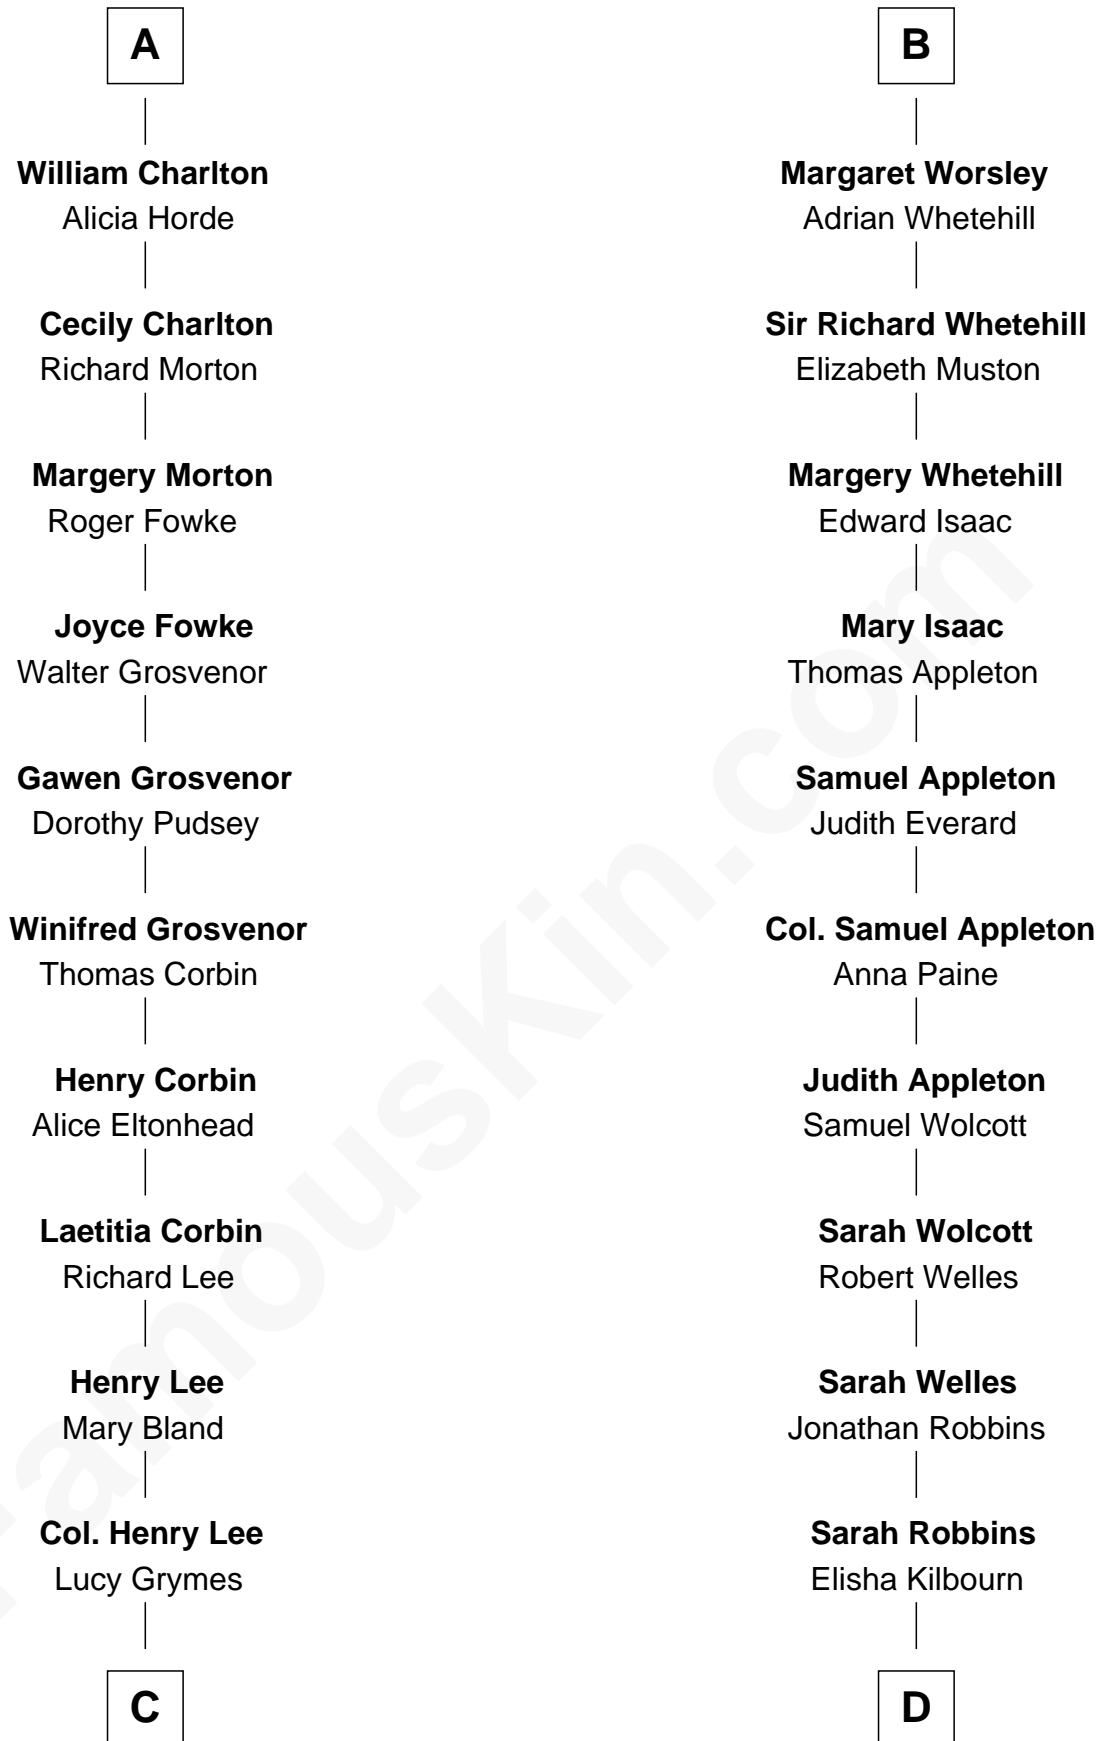 A
William Charlton
Alicia Horde
Cecily Charlton
Richard Morton
Margery Morton
Roger Fowke
Joyce Fowke
Walter Grosvenor
Gawen Grosvenor
Dorothy Pudsey
Winifred Grosvenor
Thomas Corbin
Henry Corbin
Alice Eltonhead
Laetitia Corbin
Richard Lee
Henry Lee
Mary Bland
Col. Henry Lee
Lucy Grymes
C
B
Margaret Worsley
Adrian Whetehill
Sir Richard Whetehill
Elizabeth Muston
Margery Whetehill
Edward Isaac
Mary Isaac
Thomas Appleton
Samuel Appleton
Judith Everard
Col. Samuel Appleton
Anna Paine
Judith Appleton
Samuel Wolcott
Sarah Wolcott
Robert Welles
Sarah Welles
Jonathan Robbins
Sarah Robbins
Elisha Kilbourn
D
FamousKin.com